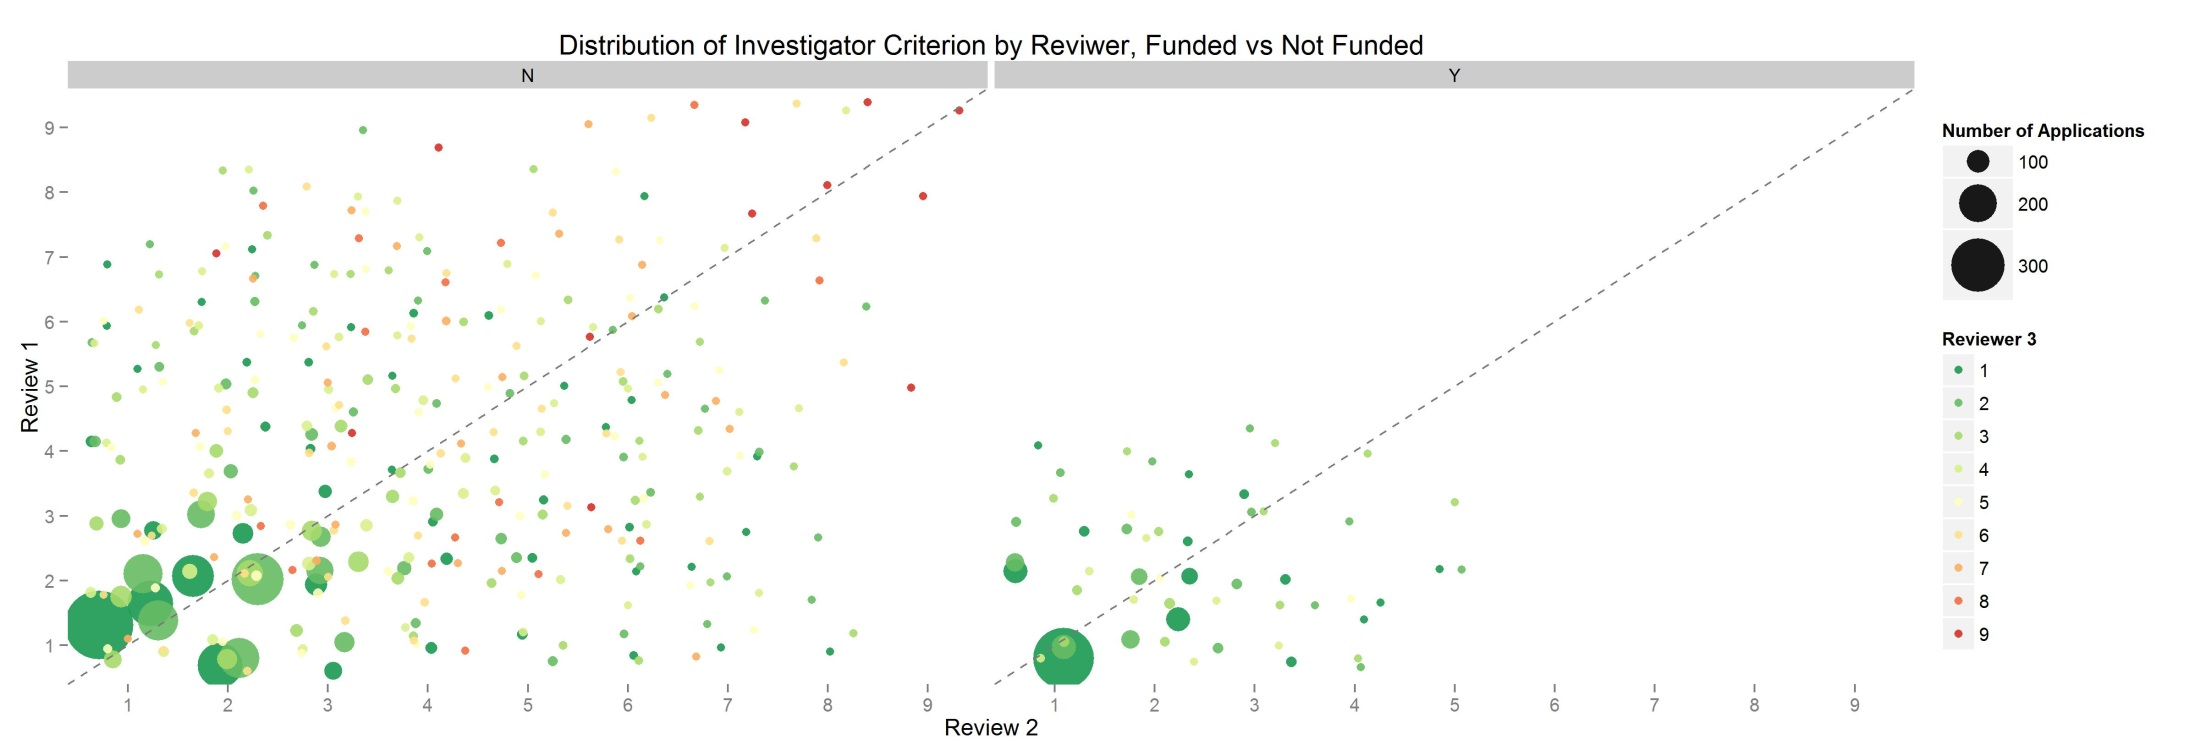 Distribution of Investigator Criterion by Reviwer, Funded vs Not Funded
N
Y
Review 1
9
8
7
6
5
4
3
2
1
1 2 3 4 5 6 7 8 9
1 2 3 4 5 6 7 8 9
Review 2
Number of Applications
100
200
300
Reviewer 3
1
2
3
4
5
6
7
8
9